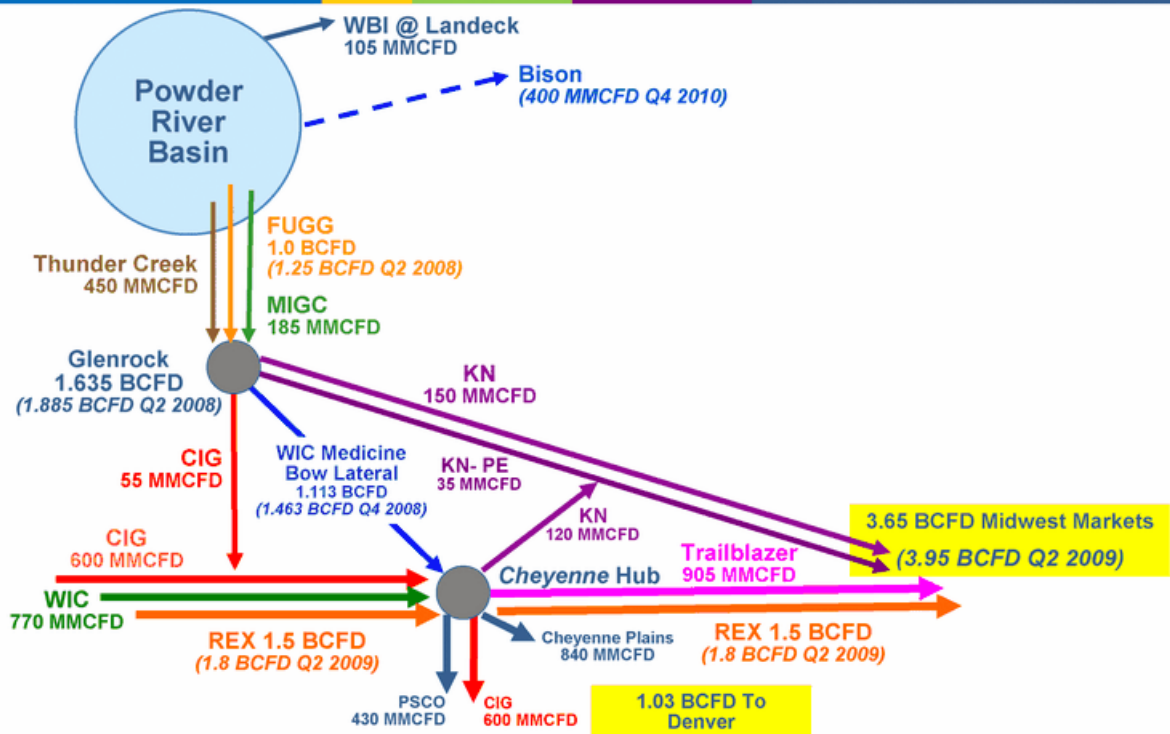 WBI @ Landeck
105 MMCFD
Powder
River
Basin
Bison
(400 MMCFD Q4 2010)
FUGG
1.0 BCFD
(1.25 BCFD Q2 2008)
Thunder Creek
450 MMCFD
MIGC
185 MMCFD
Glenrock
1.635 BCFD
(1.885 BCFD Q2 2008)
KN
150 MMCFD
CIG
55 MMCFD
WIC Medicine
Bow Lateral
1.113 BCFD
(1.463 BCFD Q4 2008)
KN- PE
35 MMCFD
KN
120 MMCFD
3.65 BCFD Midwest Markets
(3.95 BCFD Q2 2009)
CIG
600 MMCFD
Cheyenne Hub
Trailblazer
905 MMCFD
WIC
770 MMCFD
REX 1.5 BCFD
(1.8 BCFD Q2 2009)
Cheyenne Plains
840 MMCFD
REX 1.5 BCFD
(1.8 BCFD Q2 2009)
PSCO
430 MMCFD
CIG
600 MMCFD
1.03 BCFD To
Denver